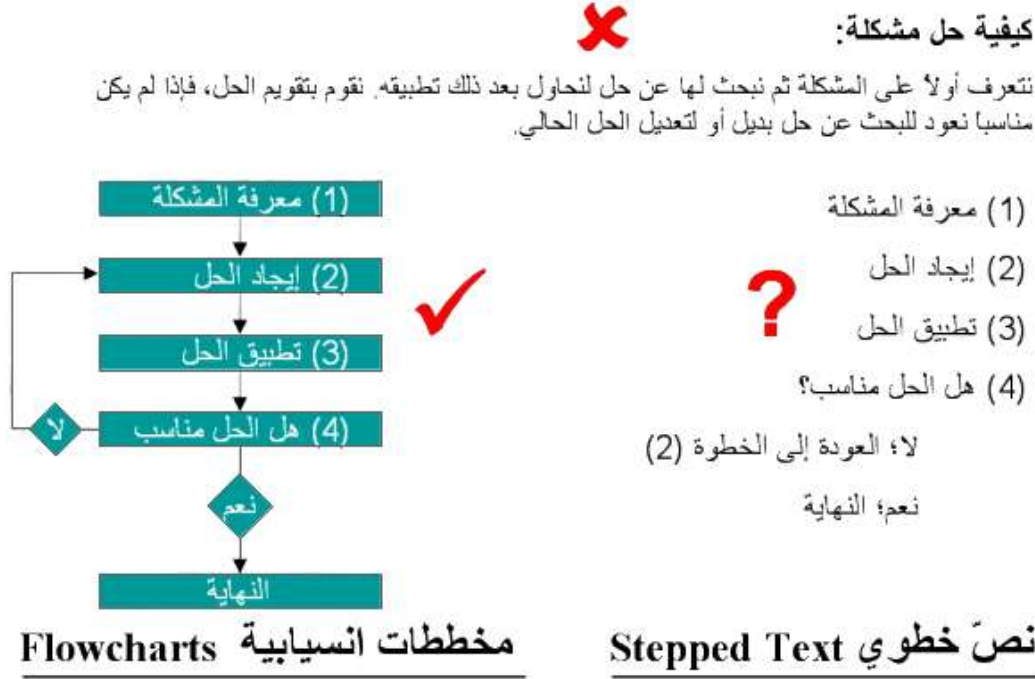 كيفية حل مشكلة:
نتعرف أولاً على المشكلة ثم نبحث لها عن حل لنحاول بعد ذلك تطبيقه. نقوم بتقويم الحل، فإذا لم يكن
مناسباً نعود للبحث عن حل بديل أو لتعديل الحل الحالي.
(1) معرفة المشكلة
(2) إيجاد الحل
(3) تطبيق الحل
(4) هل الحل مناسب؟
لا؛ العودة إلى الخطوة (2)
نعم؛ النهاية
?
نصّ خطوي Stepped Text
(1) معرفة المشكلة
(2) إيجاد الحل
(3) تطبيق الحل
(4) هل الحل مناسب
لا
نعم
النهاية
مخططات انسيابية Flowcharts